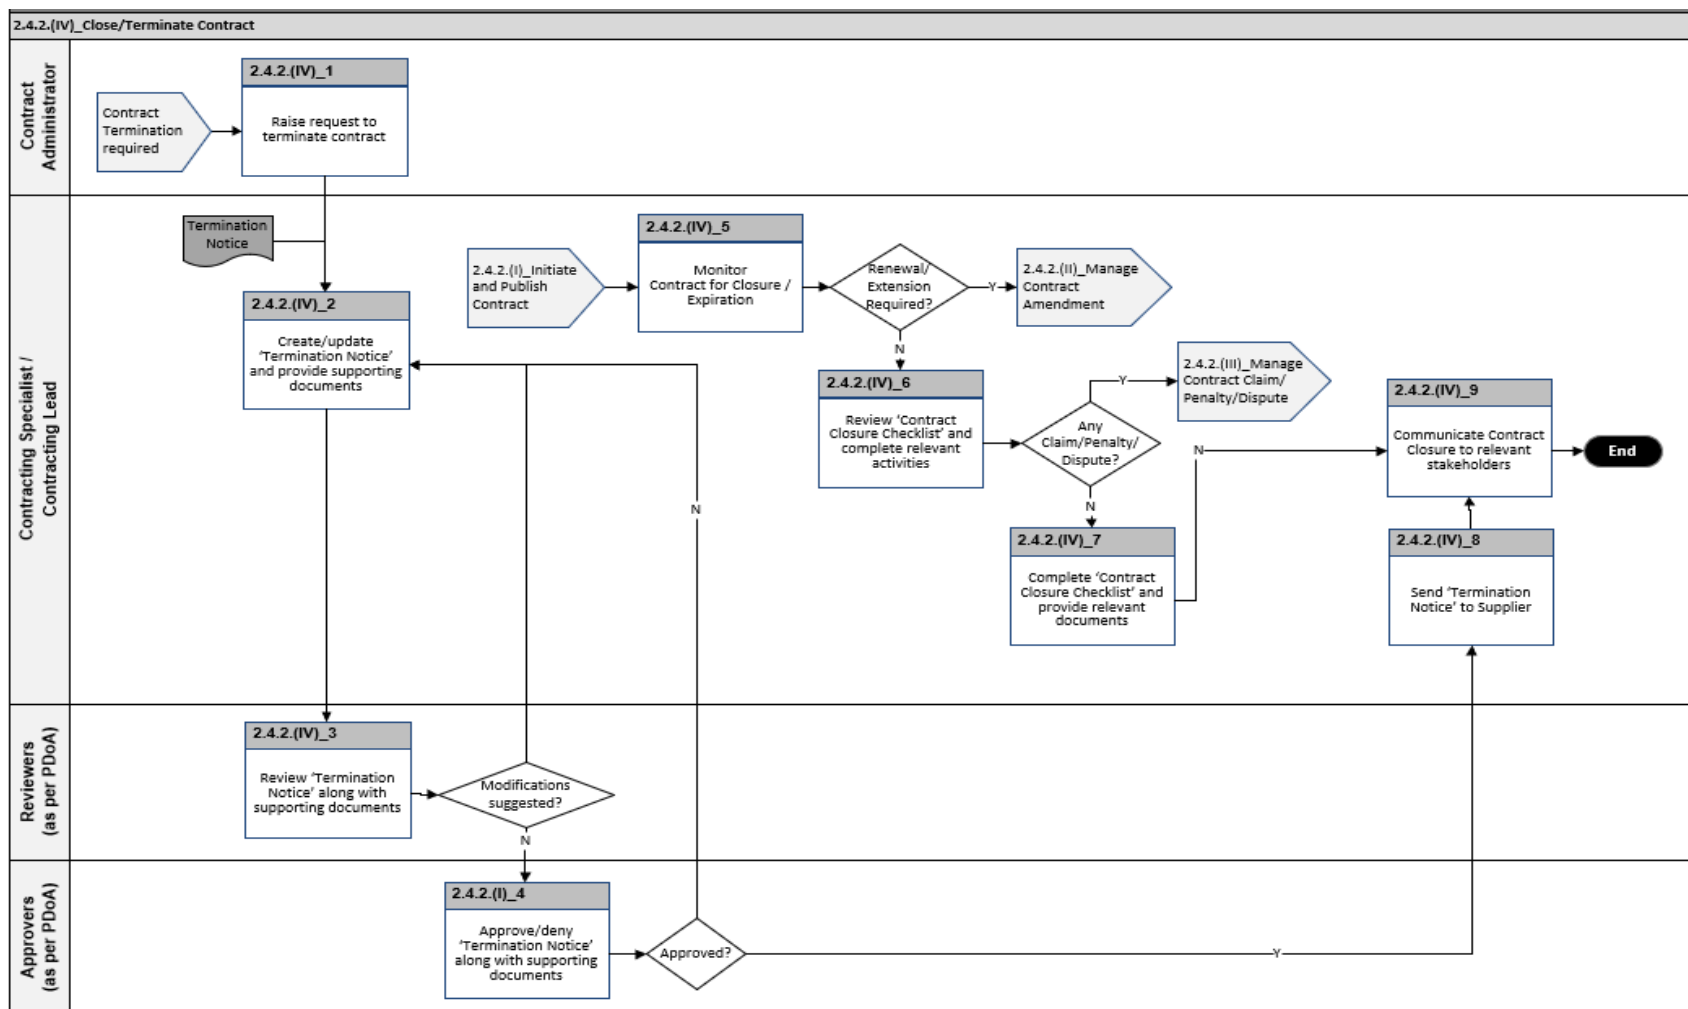 2.4.2.(IV)_Close/Terminate Contract
Contract
Administrator
Contract
Termination
required
2.4.2.(IV)_1
Raise request to
terminate contract
Contracting Specialist /
Contracting Lead
Termination
Notice
2.4.2.(IV)_2
Create/update
‘Termination Notice’
and provide supporting
documents
2.4.2.(I)_Initiate
and Publish
Contract
2.4.2.(IV)_5
Monitor
Contract for Closure /
Expiration
Renewal/
Extension
Required?
Y
2.4.2.(II)_Manage
Contract
Amendment
N
2.4.2.(IV)_6
Review ‘Contract
Closure Checklist’ and
complete relevant
activities
Any
Claim/Penalty/
Dispute?
Y
2.4.2.(III)_Manage
Contract Claim/
Penalty/Dispute
N
2.4.2.(IV)_7
Complete ‘Contract
Closure Checklist’ and
provide relevant
documents
N
2.4.2.(IV)_9
Communicate Contract
Closure to relevant
stakeholders
End
2.4.2.(IV)_8
Send ‘Termination
Notice’ to Supplier
N
Reviewers
(as per PDoA)
2.4.2.(IV)_3
Review ‘Termination
Notice’ along with
supporting documents
Modifications
suggested?
N
Approvers
(as per PDoA)
2.4.2.(I)_4
Approve/deny
‘Termination Notice’
along with supporting
documents
Approved?
Y